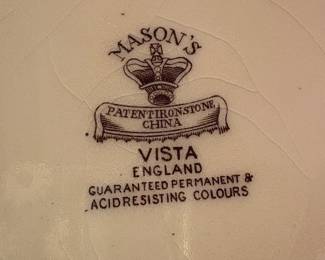 MASON'S
PATENT IRONSTONE
CHINA
VISTA
ENGLAND
GUARANTEED PERMANENT &
ACID RESISTING COLOURS